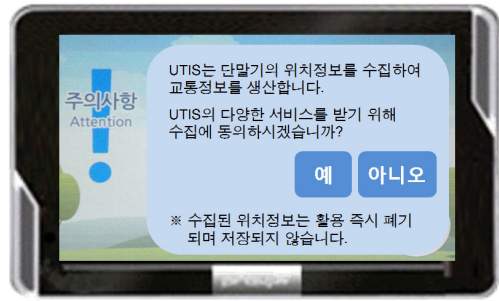 주의사항
Attention
UTIS는 단말기의 위치정보를 수집하여
교통정보를 생산합니다.
UTIS의 다양한 서비스를 받기 위해
수집에 동의하시겠습니까?
예
아니오
※ 수집된 위치정보는 활용 즉시 폐기
되며 저장되지 않습니다.